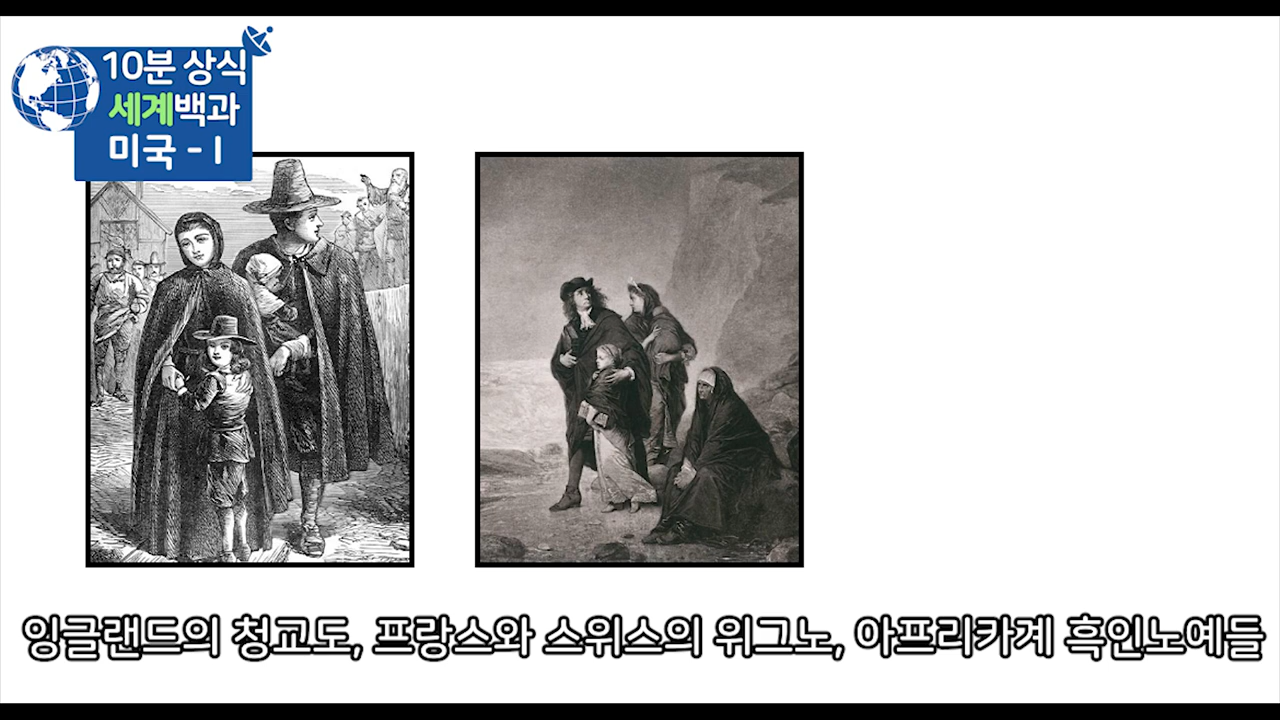 10분 상식
세계백과
미국 - I
잉글랜드의 청교도, 프랑스와 스위스의 위그노, 아프리카계 흑인노예들